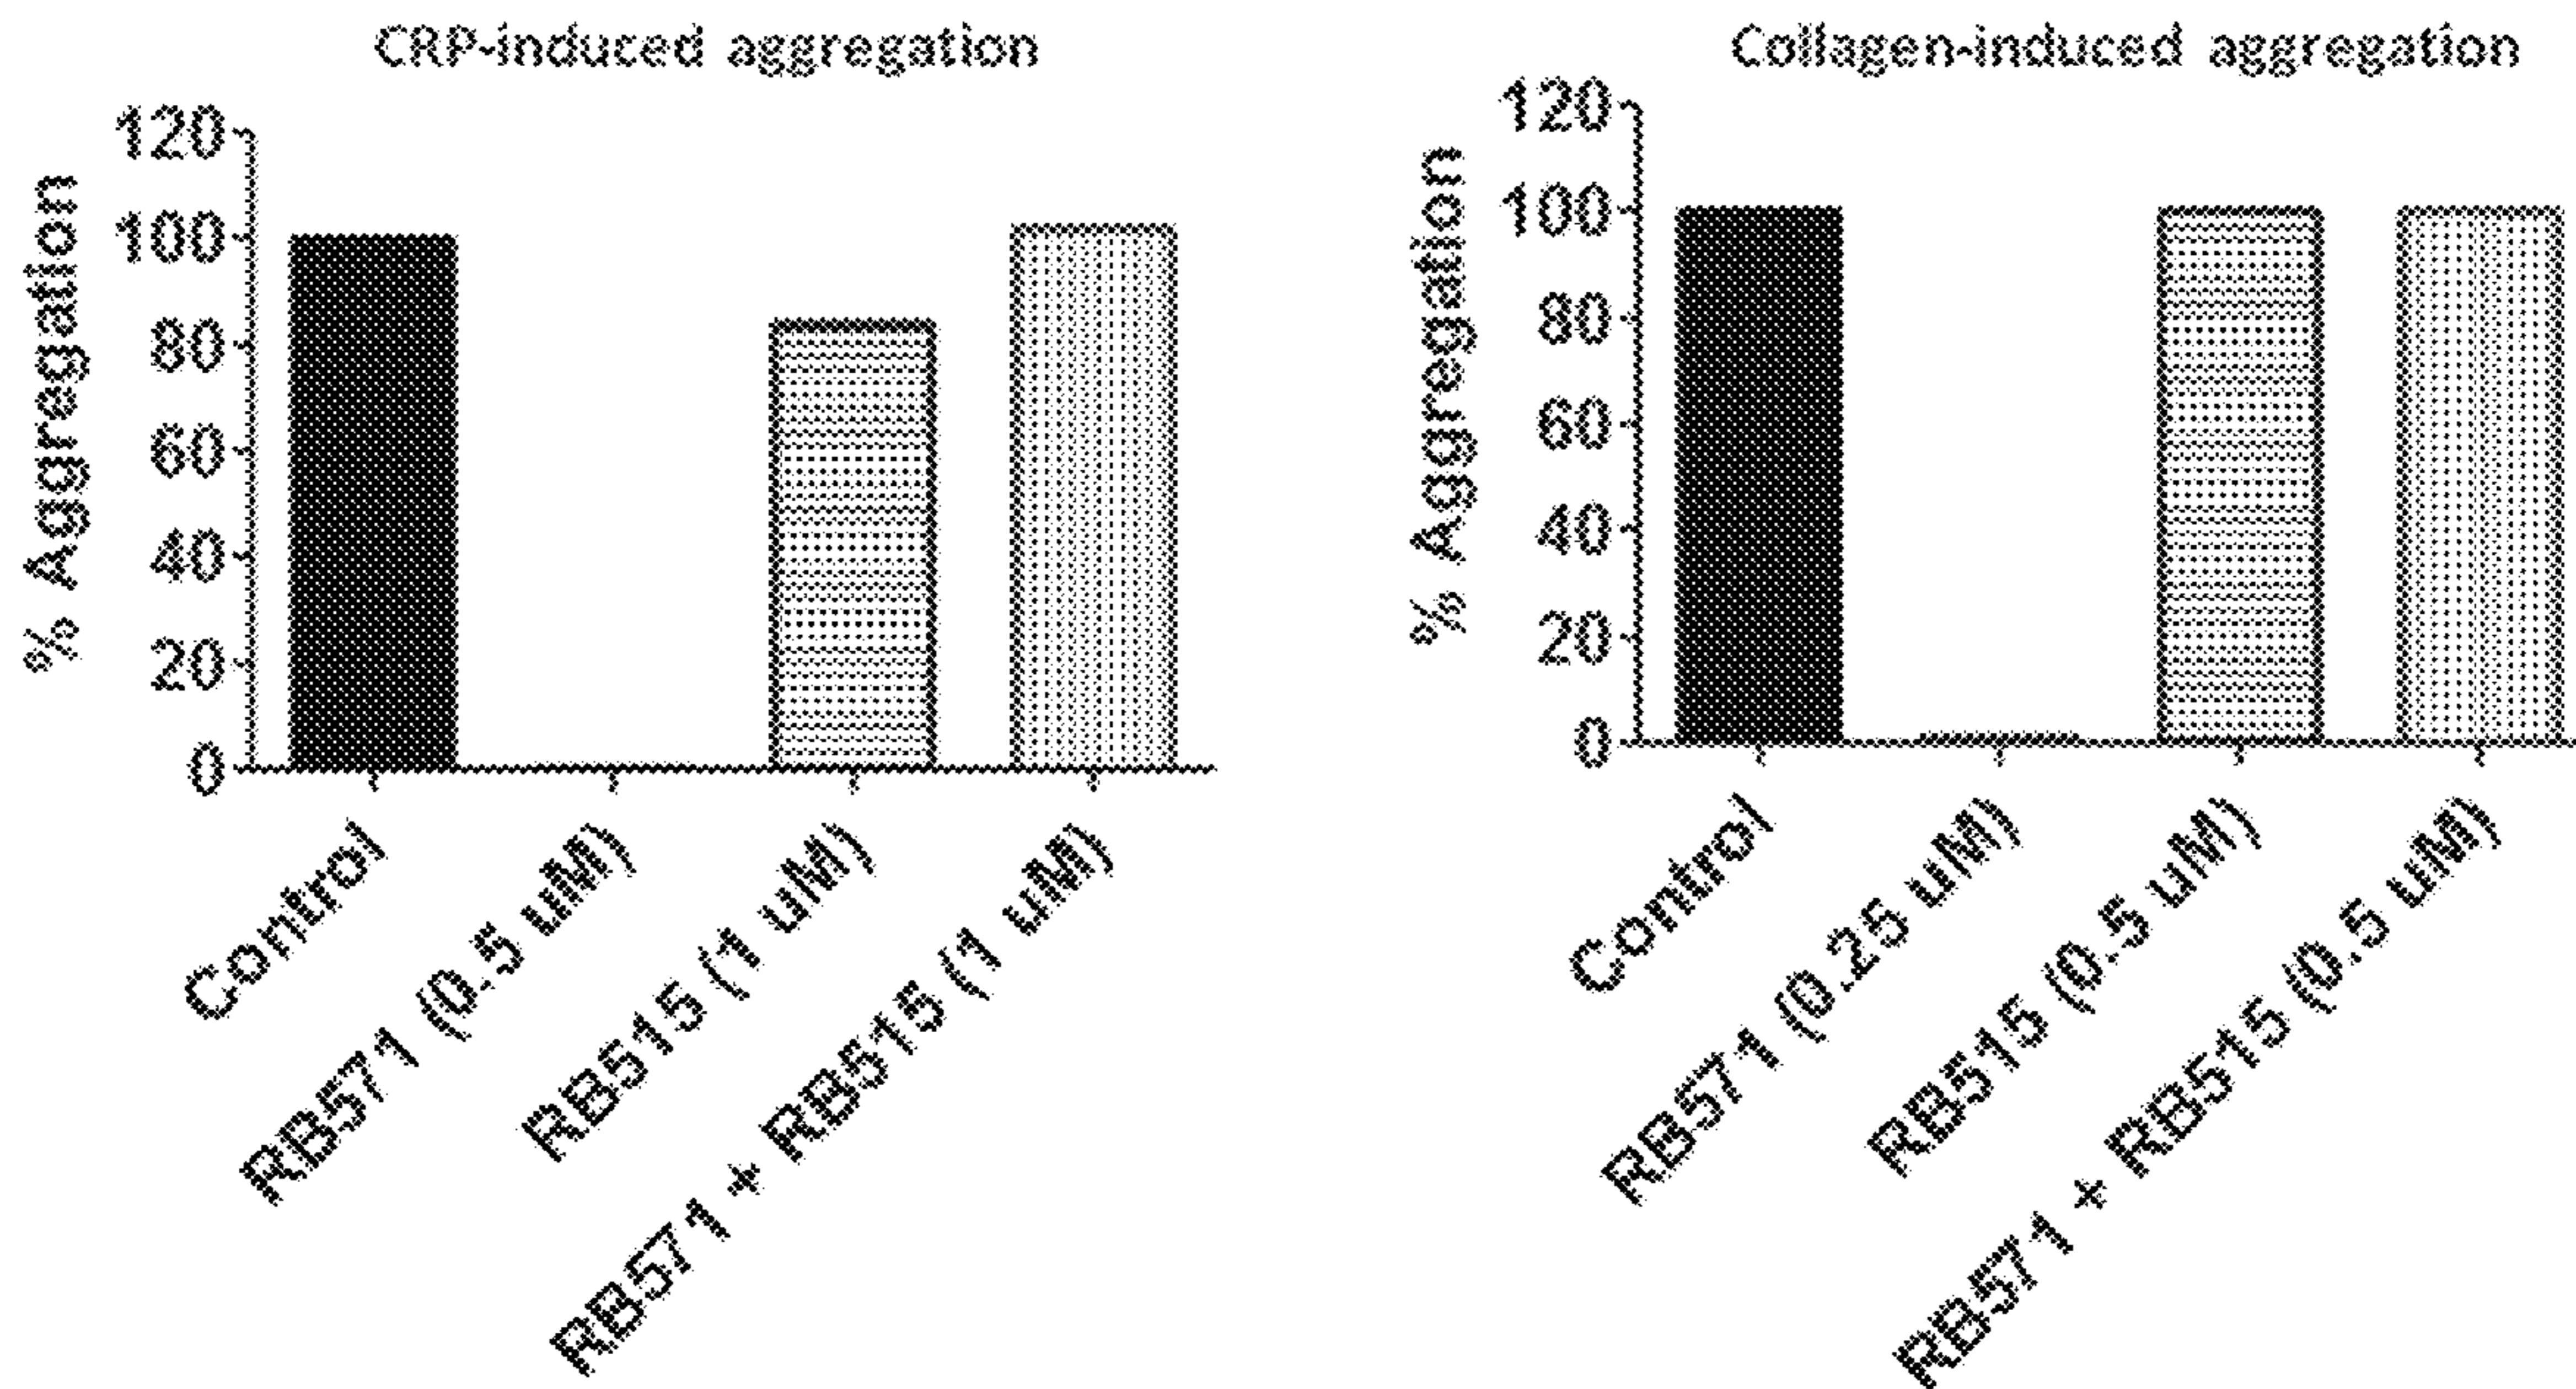 CRP-induced aggregation
% Aggregation
120
100
80
60
40
20
0
Control
RB571 (0.5 uM)
RB515 (1 uM)
RB571 + RB515 (1 uM)
Collagen-induced aggregation
% Aggregation
120
100
80
60
40
20
0
Control
RB571 (0.25 uM)
RB515 (0.5 uM)
RB571 + RB515 (0.5 uM)